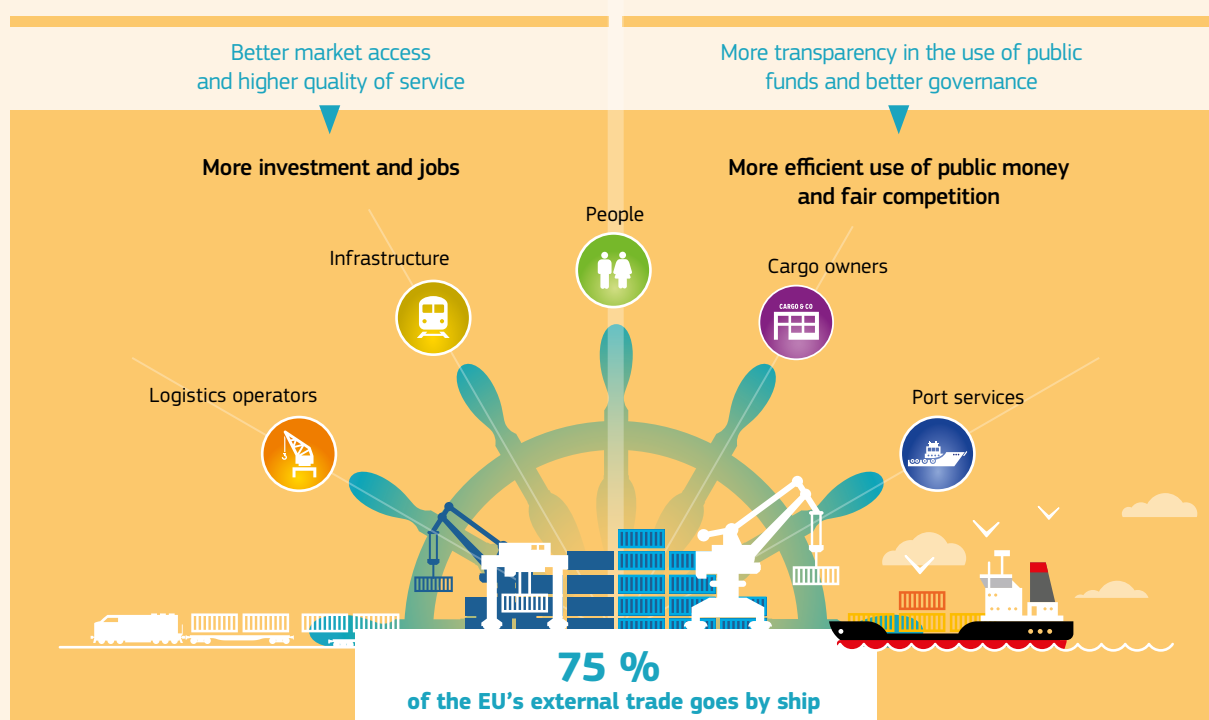 Better market access
and higher quality of service
More transparency in the use of public
funds and better governance
More investment and jobs
More efficient use of public money
and fair competition
People
Infrastructure
Cargo owners
CARGO & CO
Logistics operators
Port services
75 %
of the EU’s external trade goes by ship